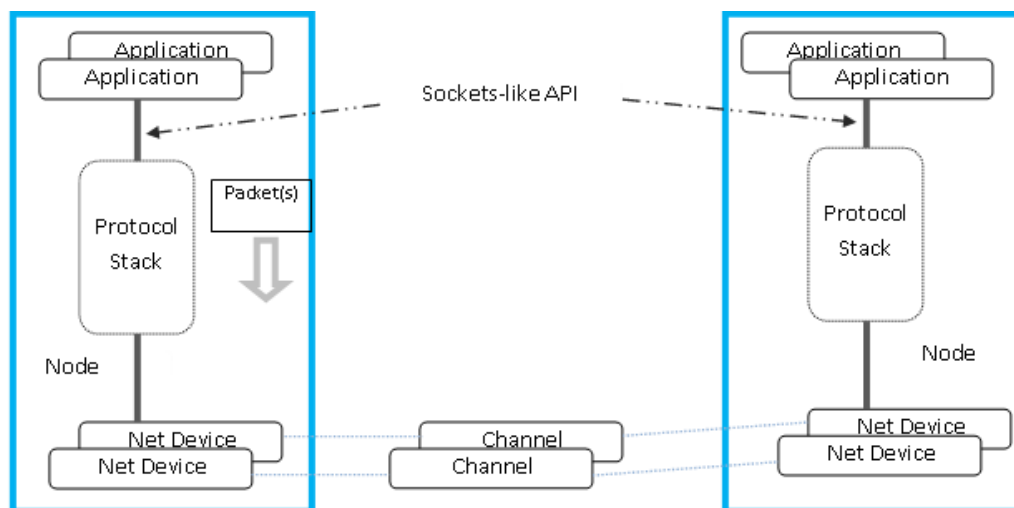 Application
Application
Sockets-like API
Application
Application
Packet(s)
Protocol
Stack
Protocol
Stack
Node
Node
Net Device
Net Device
Channel
Channel
Net Device
Net Device